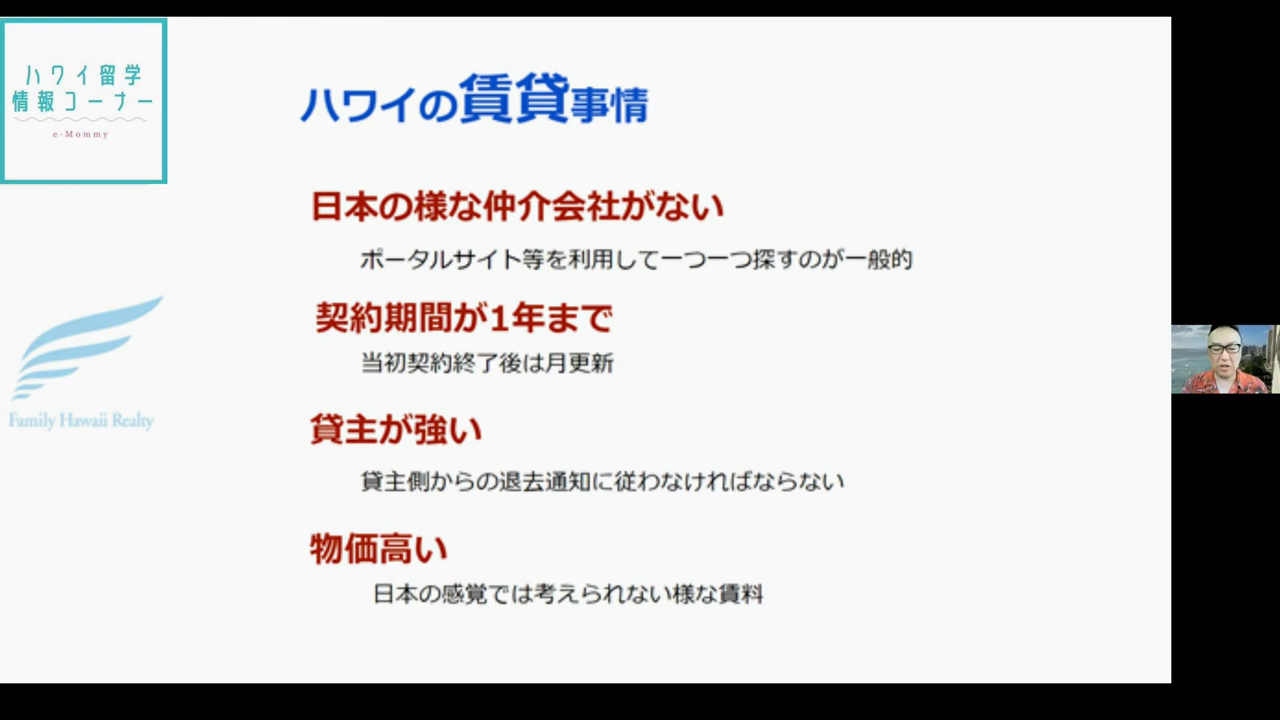 ハワイ留学
情報コーナー
e-Mommy
ハワイの賃貸事情
日本の様な仲介会社がない
ポータルサイト等を利用して一つ一つ探すのが一般的
契約期間が1年まで
当初契約終了後は月更新
Family Hawaii Realty
貸主が強い
貸主側からの退去通知に従わなければならない
物価高い
日本の感覚では考えられない様な賃料